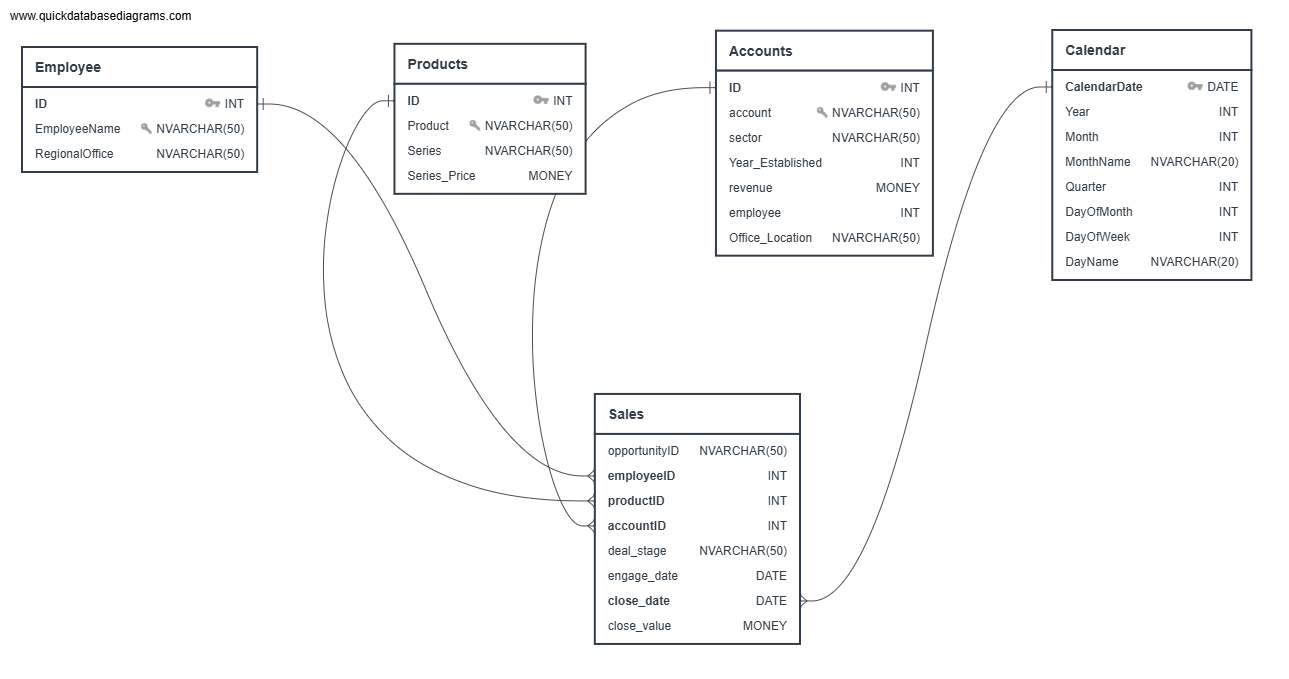 www.quickdatabasediagrams.com
Employee
ID INT
EmployeeName NVARCHAR(50)
RegionalOffice NVARCHAR(50)
Products
ID INT
Product NVARCHAR(50)
Series NVARCHAR(50)
Series_Price MONEY
Accounts
ID INT
account NVARCHAR(50)
sector NVARCHAR(50)
Year_Established INT
revenue MONEY
employee INT
Office_Location NVARCHAR(50)
Calendar
CalendarDate DATE
Year INT
Month INT
MonthName NVARCHAR(20)
Quarter INT
DayOfMonth INT
DayOfWeek INT
DayName NVARCHAR(20)
Sales
opportunityID NVARCHAR(50)
employeeID INT
productID INT
accountID INT
deal_stage NVARCHAR(50)
engage_date DATE
close_date DATE
close_value MONEY